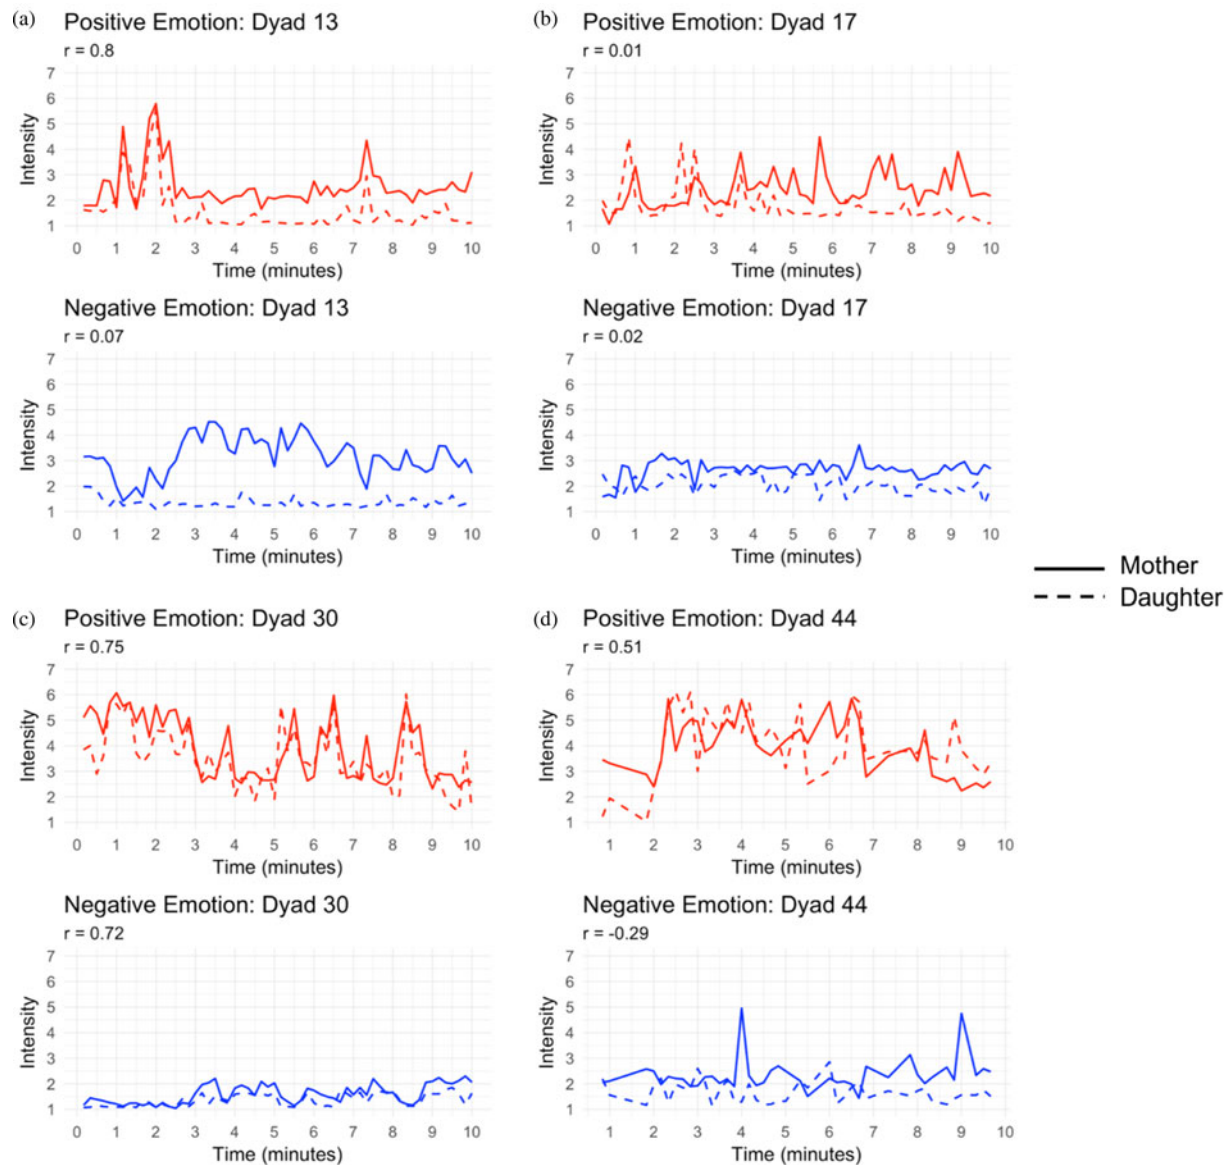 (a) Positive Emotion: Dyad 13
r = 0.8
7
6
5
4
3
2
1
Intensity
0 1 2 3 4 5 6 7 8 9 10
Time (minutes)
Negative Emotion: Dyad 13
r = 0.07
7
6
5
4
3
2
1
Intensity
0 1 2 3 4 5 6 7 8 9 10
Time (minutes)
(b) Positive Emotion: Dyad 17
r = 0.01
7
6
5
4
3
2
1
Intensity
0 1 2 3 4 5 6 7 8 9 10
Time (minutes)
Negative Emotion: Dyad 17
r = 0.02
7
6
5
4
3
2
1
Intensity
0 1 2 3 4 5 6 7 8 9 10
Time (minutes)
Mother
Daughter
(c) Positive Emotion: Dyad 30
r = 0.75
7
6
5
4
3
2
1
Intensity
0 1 2 3 4 5 6 7 8 9 10
Time (minutes)
Negative Emotion: Dyad 30
r = 0.72
7
6
5
4
3
2
1
Intensity
0 1 2 3 4 5 6 7 8 9 10
Time (minutes)
(d) Positive Emotion: Dyad 44
r = 0.51
7
6
5
4
3
2
1
Intensity
1 2 3 4 5 6 7 8 9 10
Time (minutes)
Negative Emotion: Dyad 44
r = -0.29
7
6
5
4
3
2
1
Intensity
1 2 3 4 5 6 7 8 9 10
Time (minutes)